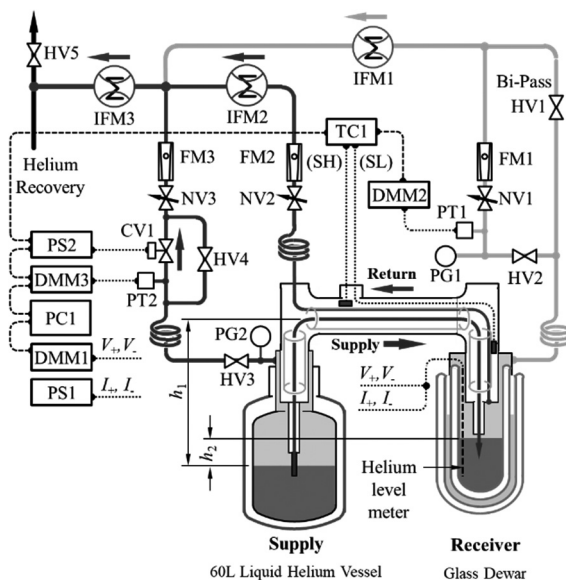 HV5
IFM1
Bi-Pass
HV1
IFM3
IFM2
Helium
Recovery
FM3
FM2
TC1
(SH)
(SL)
FM1
NV3
NV2
DMM2
NV1
PS2
CV1
PT1
HV4
DMM3
PT2
PG1
HV2
Return
PC1
PG2
DMM1
V+, V-
HV3
Supply
PS1
I+, I-
h1
V+, V-
I+, I-
h2
Helium
level
meter
Supply
60L Liquid Helium Vessel
Receiver
Glass Dewar